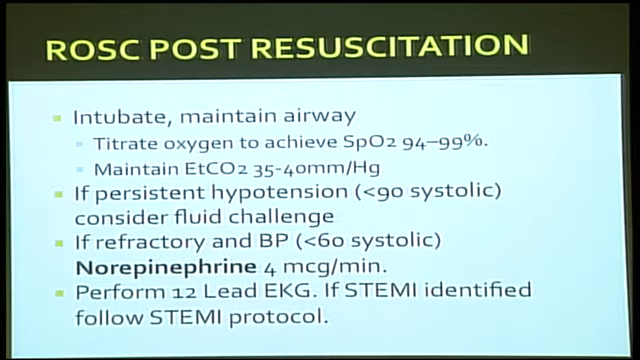 ROSC POST RESUSCITATION
Intubate, maintain airway
Titrate oxygen to achieve SpO2 94–99%.
Maintain EtCO2 35-40mm/Hg
If persistent hypotension (<90 systolic)
consider fluid challenge
If refractory and BP (<60 systolic)
Norepinephrine 4 mcg/min.
Perform 12 Lead EKG. If STEMI identified
follow STEMI protocol.